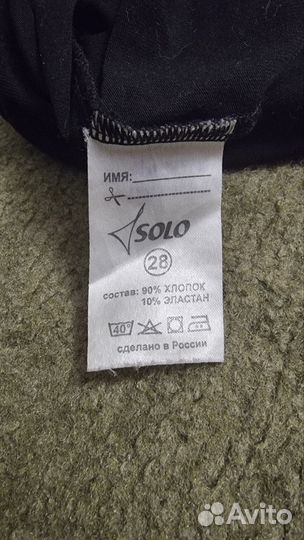 ИМЯ:
SOLO
28
состав: 90% ХЛОПОК
10% ЭЛАСТАН
40°
сделано в России
Avito